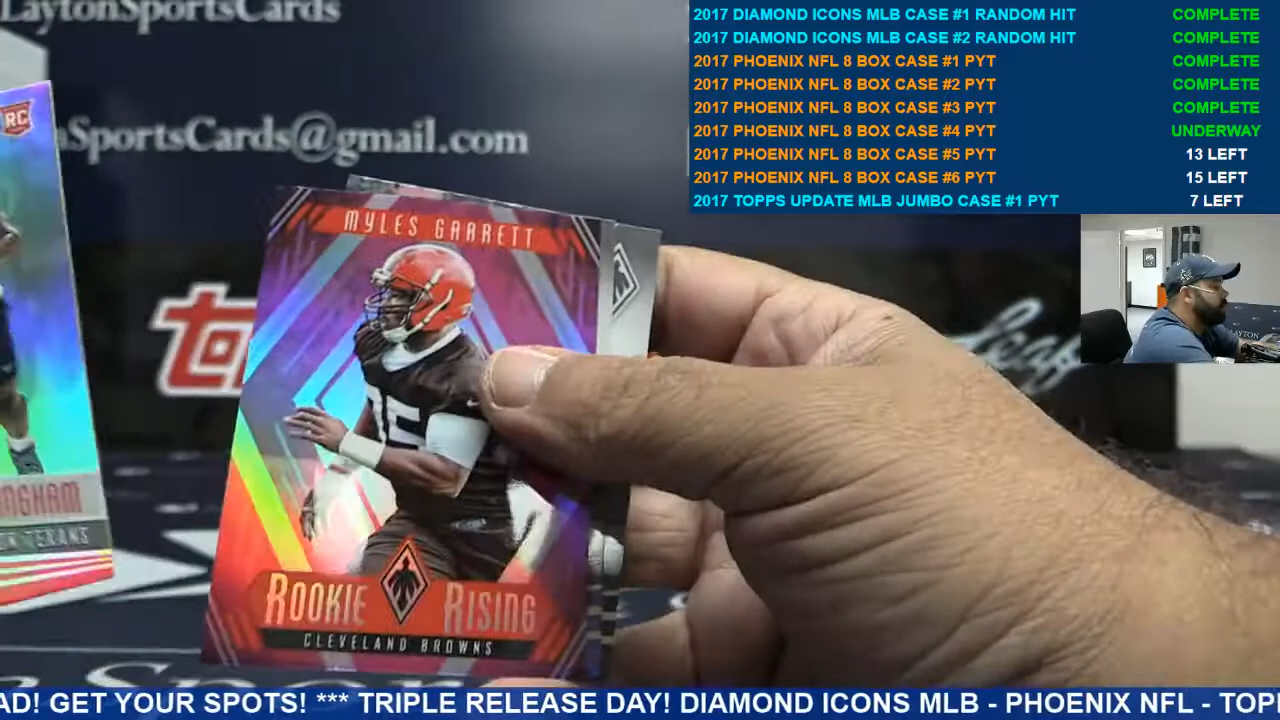 LaytonSportsCards
nSportsCards@gmail.com
2017 DIAMOND ICONS MLB CASE #1 RANDOM HIT COMPLETE
2017 DIAMOND ICONS MLB CASE #2 RANDOM HIT COMPLETE
2017 PHOENIX NFL 8 BOX CASE #1 PYT COMPLETE
2017 PHOENIX NFL 8 BOX CASE #2 PYT COMPLETE
2017 PHOENIX NFL 8 BOX CASE #3 PYT COMPLETE
2017 PHOENIX NFL 8 BOX CASE #4 PYT UNDERWAY
2017 PHOENIX NFL 8 BOX CASE #5 PYT 13 LEFT
2017 PHOENIX NFL 8 BOX CASE #6 PYT 15 LEFT
2017 TOPPS UPDATE MLB JUMBO CASE #1 PYT 7 LEFT
RC
MYLES GARRETT
Leaf
LAYTON
INGHAM
TEXANS
ROOKIE RISING
CLEVELAND BROWNS
AD! GET YOUR SPOTS! *** TRIPLE RELEASE DAY! DIAMOND ICONS MLB - PHOENIX NFL - TOP